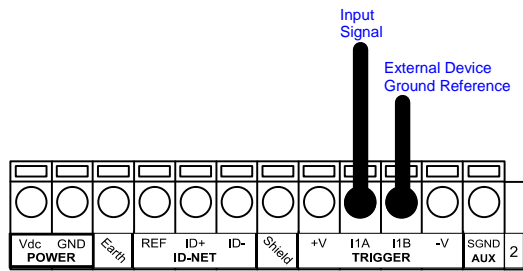 Input
Signal
External Device
Ground Reference
Vdc GND Earth REF ID+ ID- Shield +V I1A I1B -V SGND
POWER ID-NET TRIGGER AUX 2